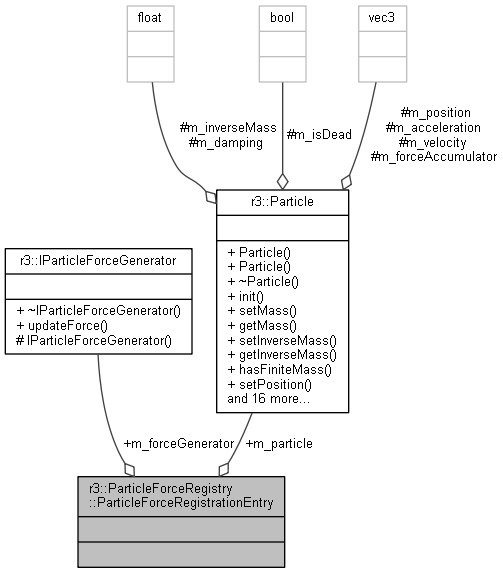 float
bool
vec3
#m_inverseMass
#m_damping
#m_isDead
#m_position
#m_acceleration
#m_velocity
#m_forceAccumulator
r3::Particle
+ Particle()
+ Particle()
+ ~Particle()
+ init()
+ setMass()
+ getMass()
+ setInverseMass()
+ getInverseMass()
+ hasFiniteMass()
+ setPosition()
and 16 more...
r3::IParticleForceGenerator
+ ~IParticleForceGenerator()
+ updateForce()
# IParticleForceGenerator()
+m_forceGenerator
+m_particle
r3::ParticleForceRegistry
::ParticleForceRegistrationEntry